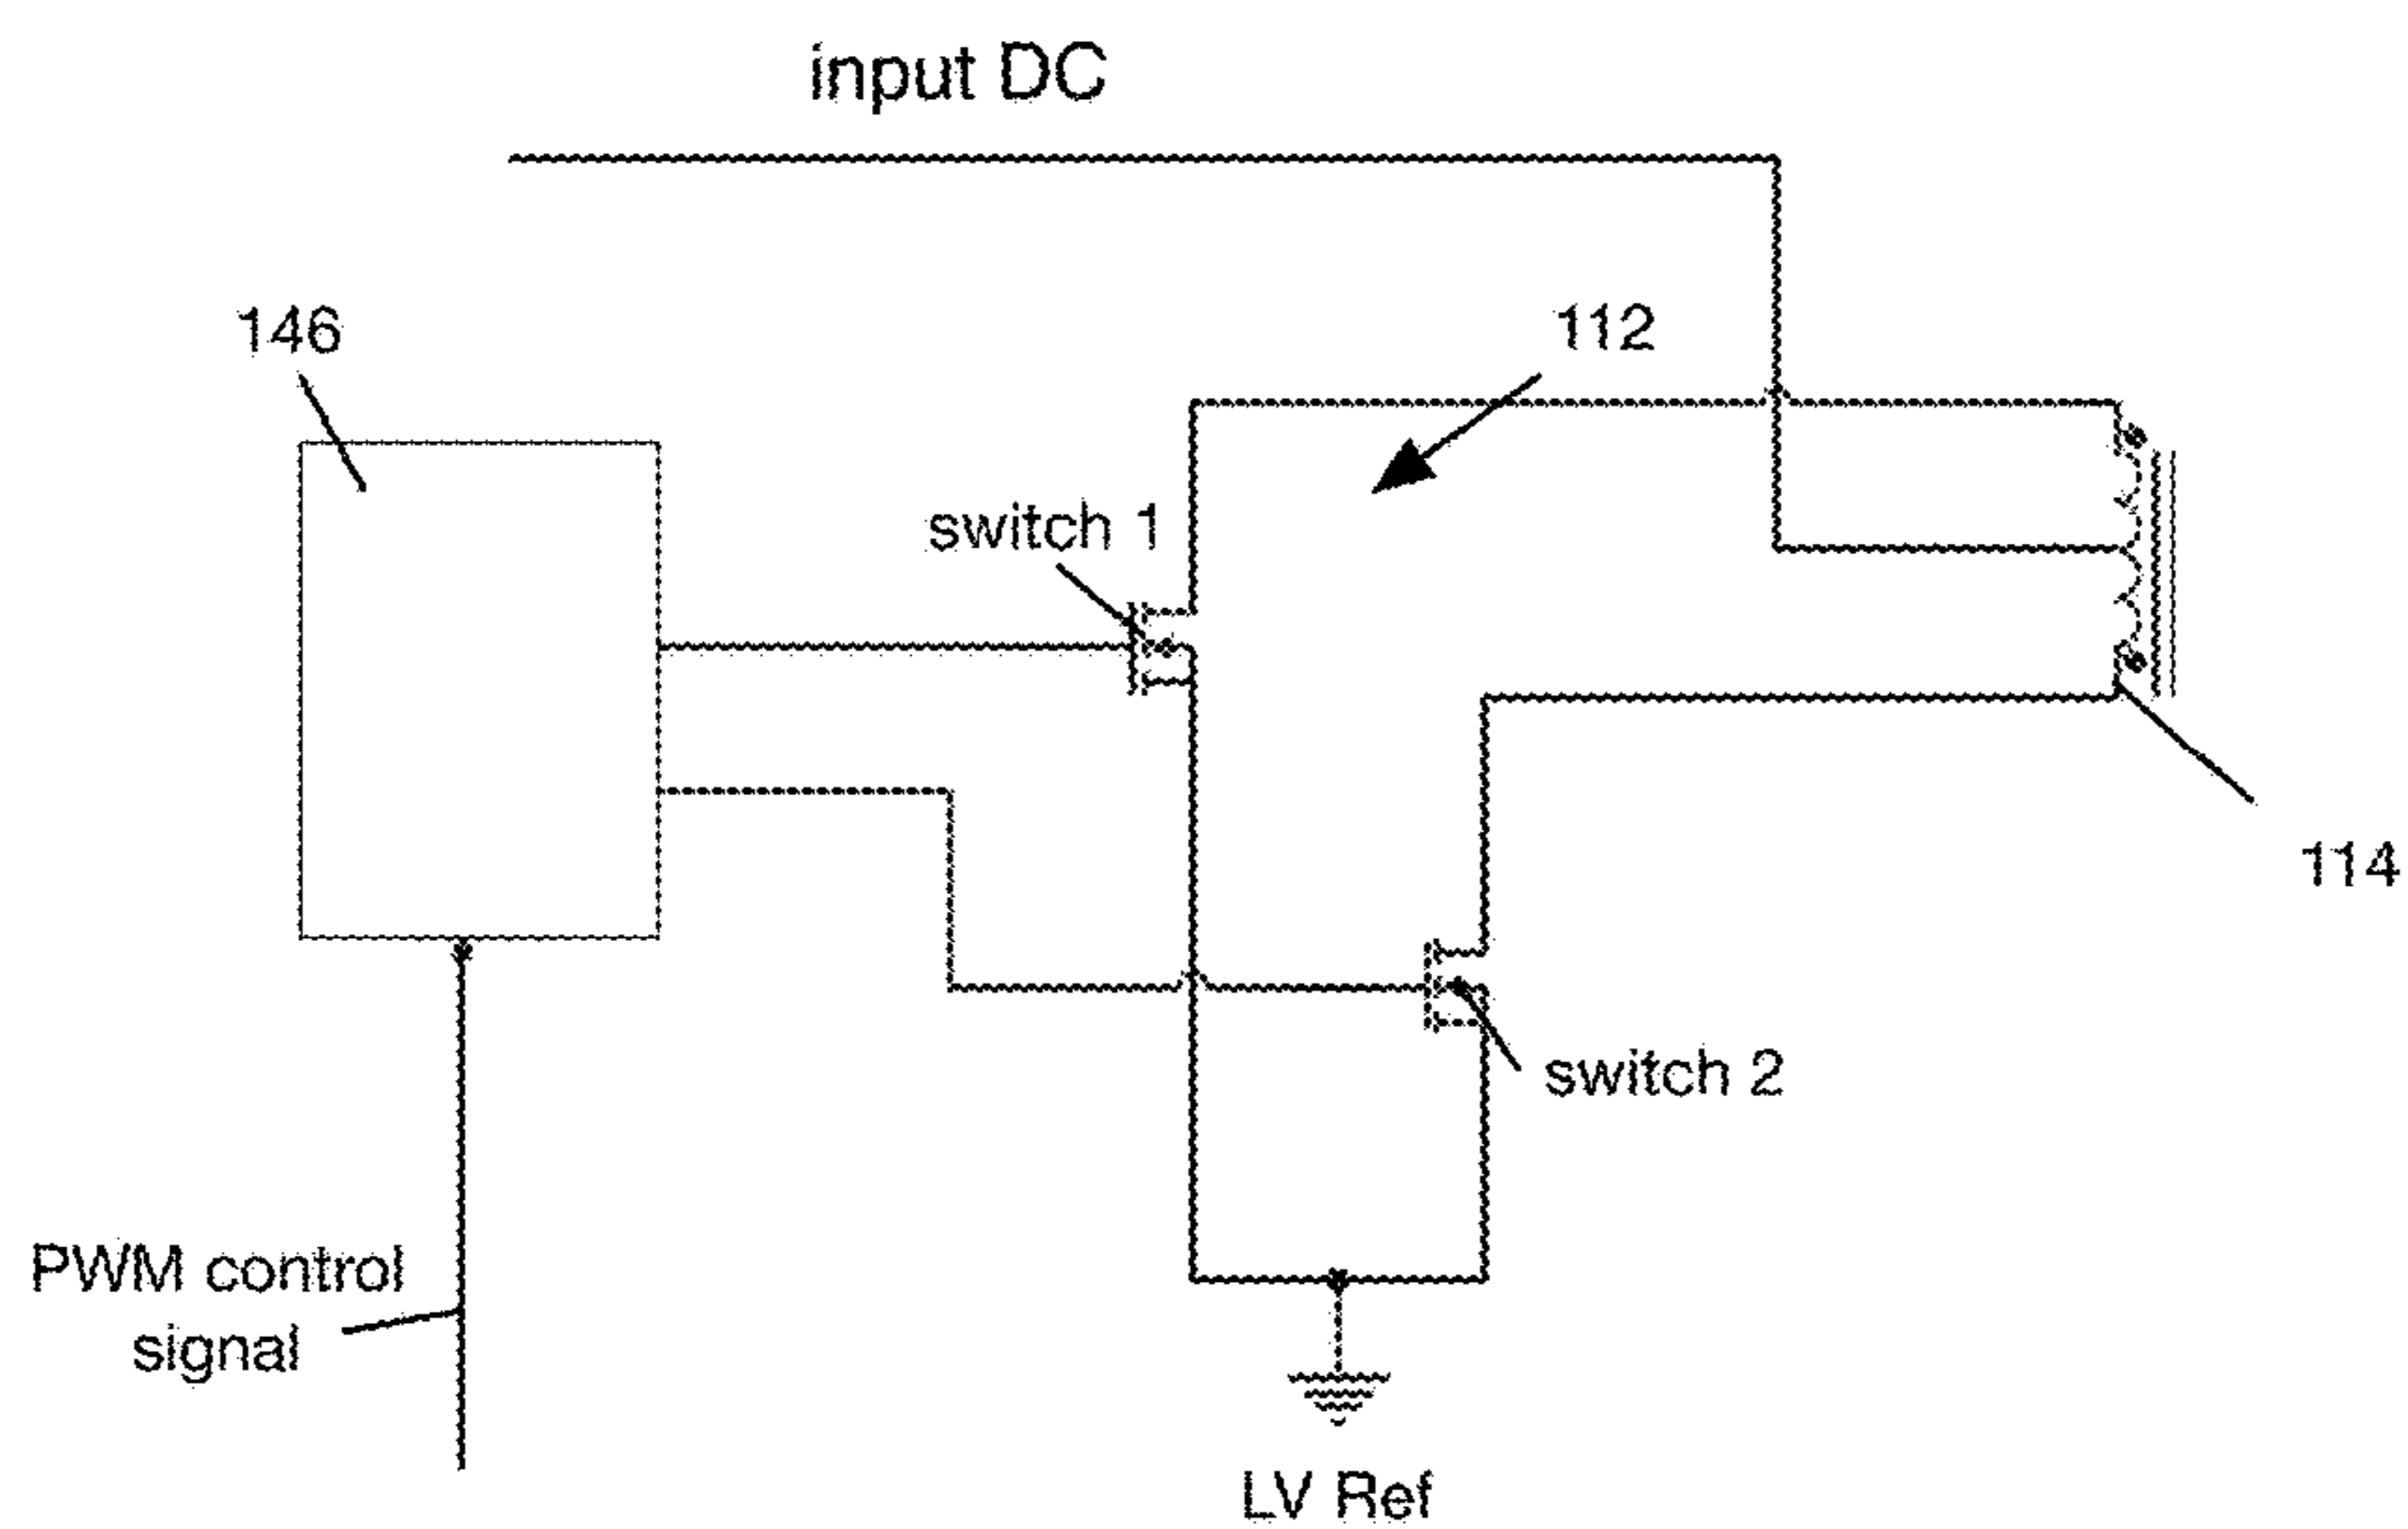 input DC
146
112
switch 1
114
switch 2
PWM control
signal
LV Ref